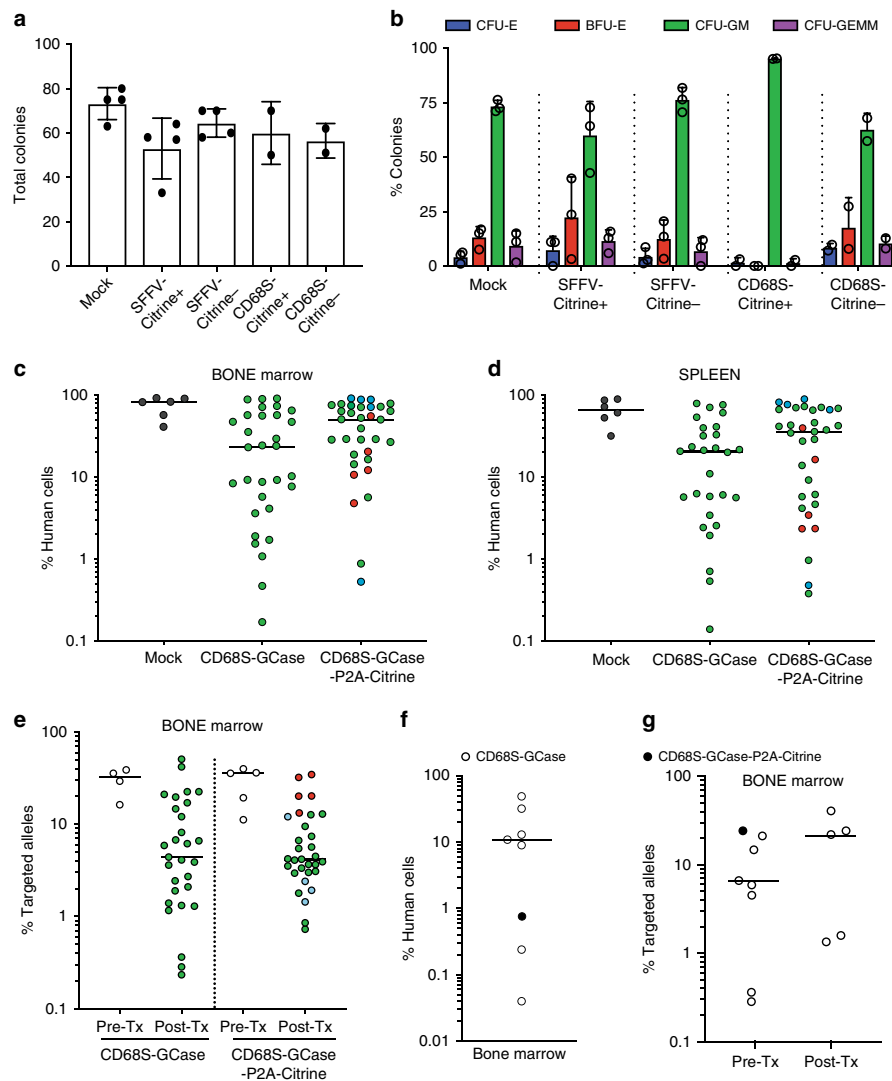 a
Total colonies
100
80
60
40
20
0
Mock
SFFV-
Citrine+
SFFV-
Citrine–
CD68S-
Citrine+
CD68S-
Citrine–
b
CFU-E
BFU-E
CFU-GM
CFU-GEMM
% Colonies
100
75
50
25
0
Mock
SFFV-
Citrine+
SFFV-
Citrine–
CD68S-
Citrine+
CD68S-
Citrine–
c
BONE marrow
% Human cells
100
10
1
0.1
Mock
CD68S-GCase
CD68S-GCase
-P2A-Citrine
d
SPLEEN
% Human cells
100
10
1
0.1
Mock
CD68S-GCase
CD68S-GCase
-P2A-Citrine
e
BONE marrow
% Targeted alleles
100
10
1
0.1
Pre-Tx
Post-Tx
Pre-Tx
Post-Tx
CD68S-GCase
CD68S-GCase
-P2A-Citrine
f
CD68S-GCase
% Human cells
100
10
1
0.1
0.01
Bone marrow
g
CD68S-GCase-P2A-Citrine
BONE marrow
% Targeted alleles
100
10
1
0.1
Pre-Tx
Post-Tx